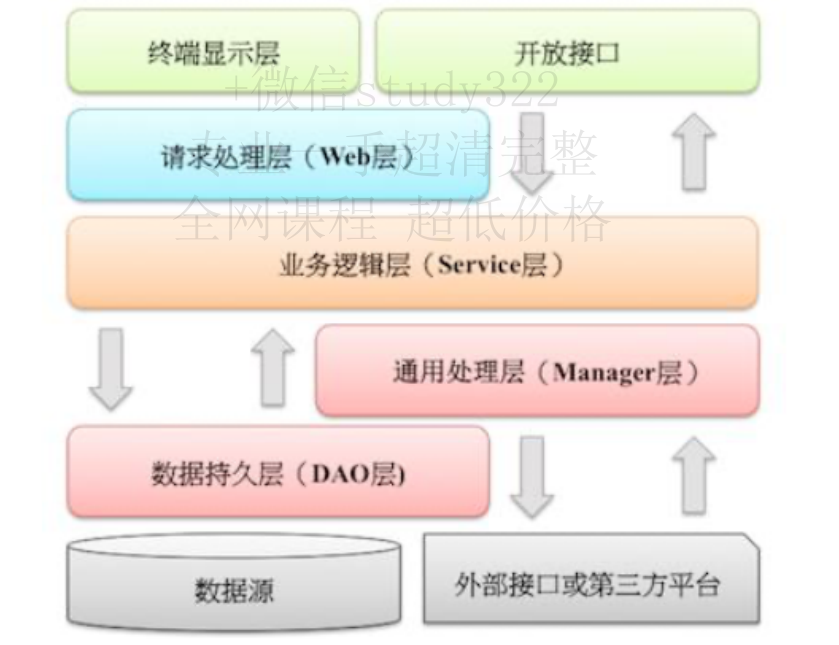 终端显示层
开放接口
+微信study322
请求处理层（Web层）
专业一手超清完整
全网课程 超低价格
业务逻辑层（Service层）
通用处理层（Manager层）
数据持久层（DAO层)
数据源
外部接口或第三方平台